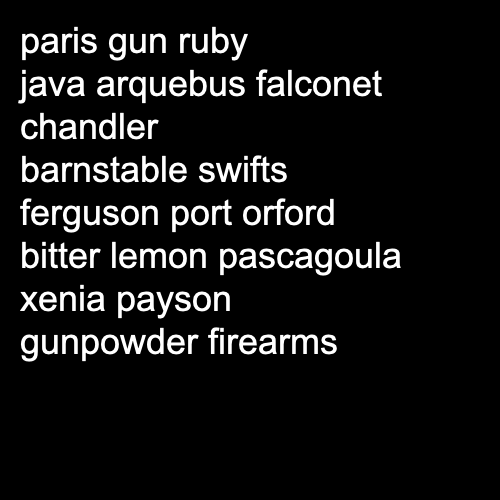 paris gun ruby
java arquebus falconet
chandler
barnstable swifts
ferguson port orford
bitter lemon pascagoula
xenia payson
gunpowder firearms